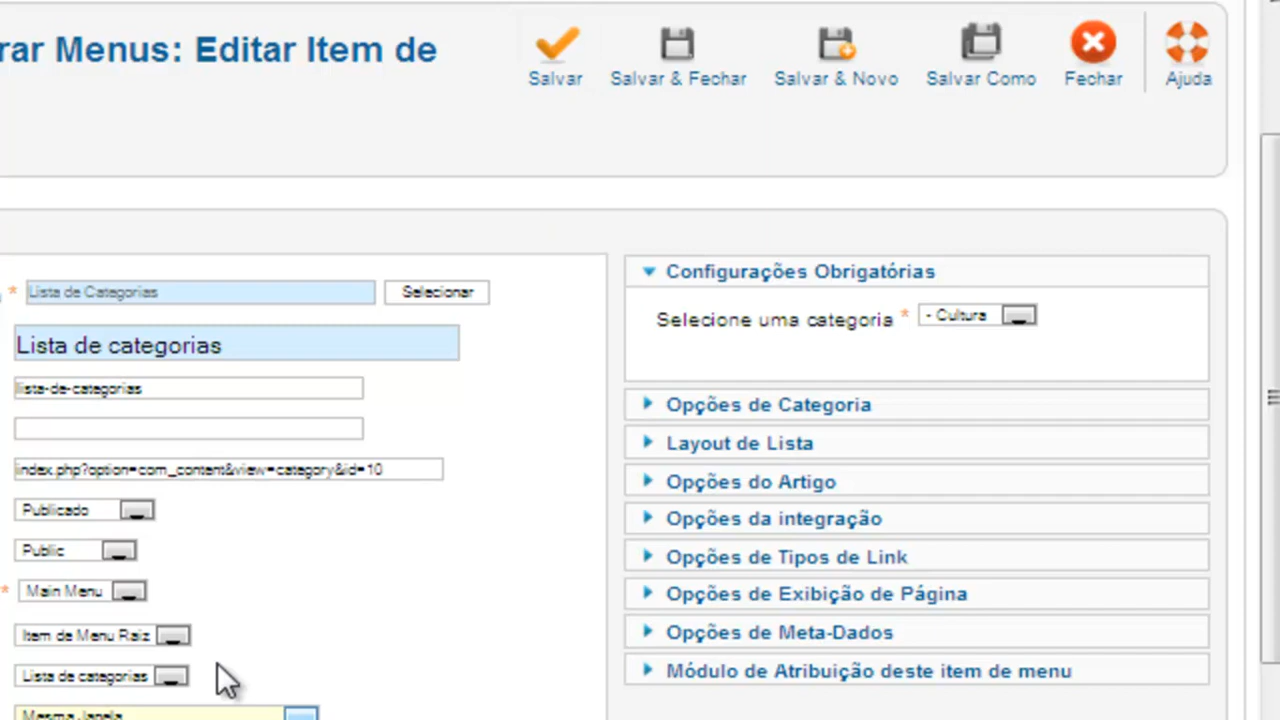 rar Menus: Editar Item de
Salvar
Salvar & Fechar
Salvar & Novo
Salvar Como
Fechar
Ajuda
* Lista de Categorias
Selecionar
Lista de categorias
lista-de-categorias
index.php?option=com_content&view=category&id=10
Publicado
Public
* Main Menu
Item de Menu Raiz
Lista de categorias
Mesma Janela
Configurações Obrigatórias
Selecione uma categoria * - Cultura
Opções de Categoria
Layout de Lista
Opções do Artigo
Opções da integração
Opções de Tipos de Link
Opções de Exibição de Página
Opções de Meta-Dados
Módulo de Atribuição deste item de menu